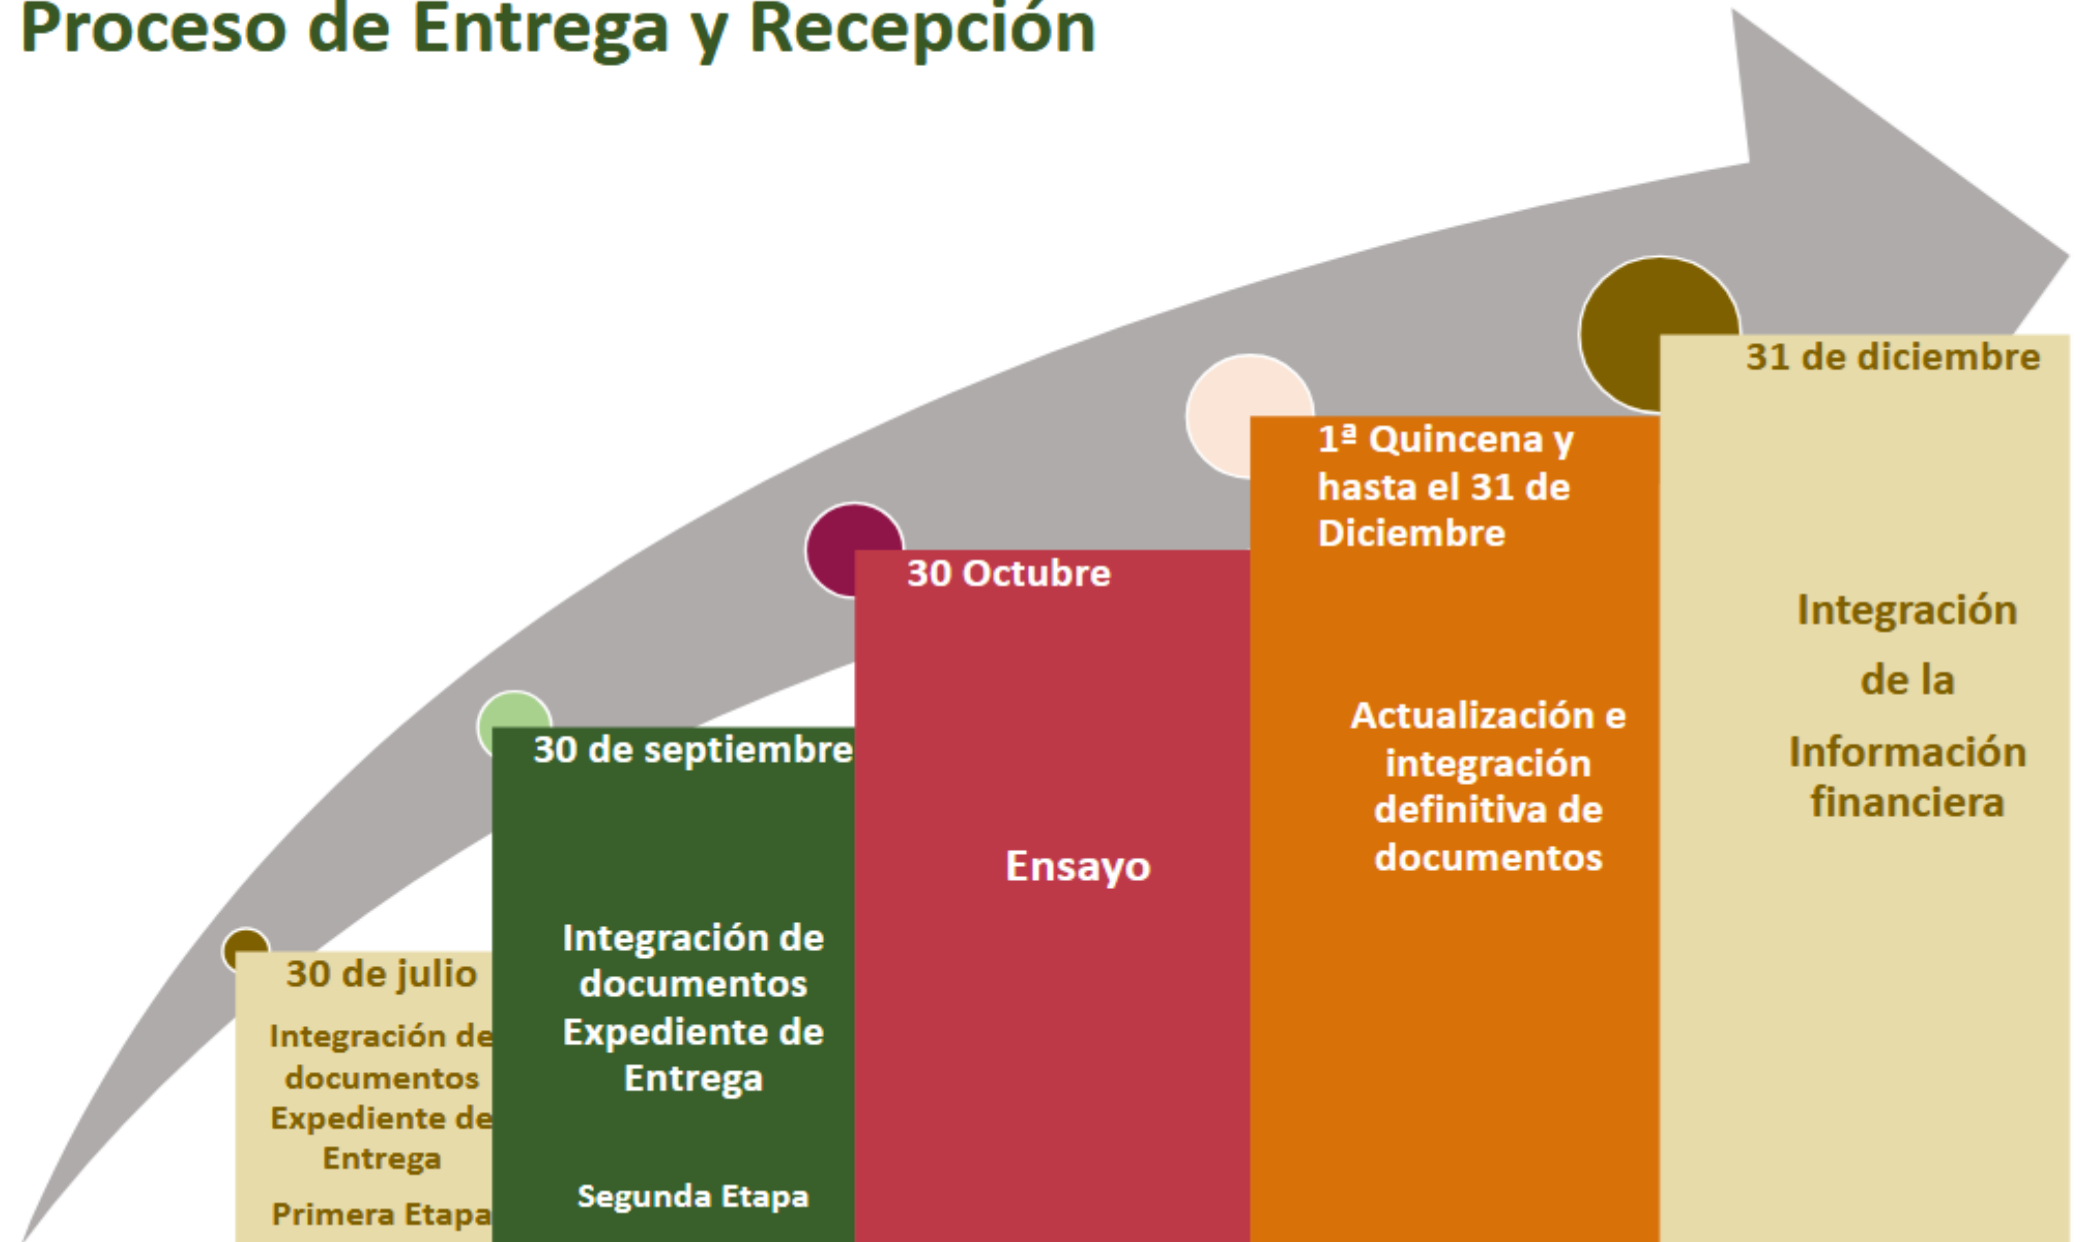 Proceso de Entrega y Recepción
30 de julio
Integración de
documentos
Expediente de
Entrega
Primera Etapa
30 de septiembre
Integración de
documentos
Expediente de
Entrega
Segunda Etapa
30 Octubre
Ensayo
1ª Quincena y
hasta el 31 de
Diciembre
Actualización e
integración
definitiva de
documentos
31 de diciembre
Integración
de la
Información
financiera